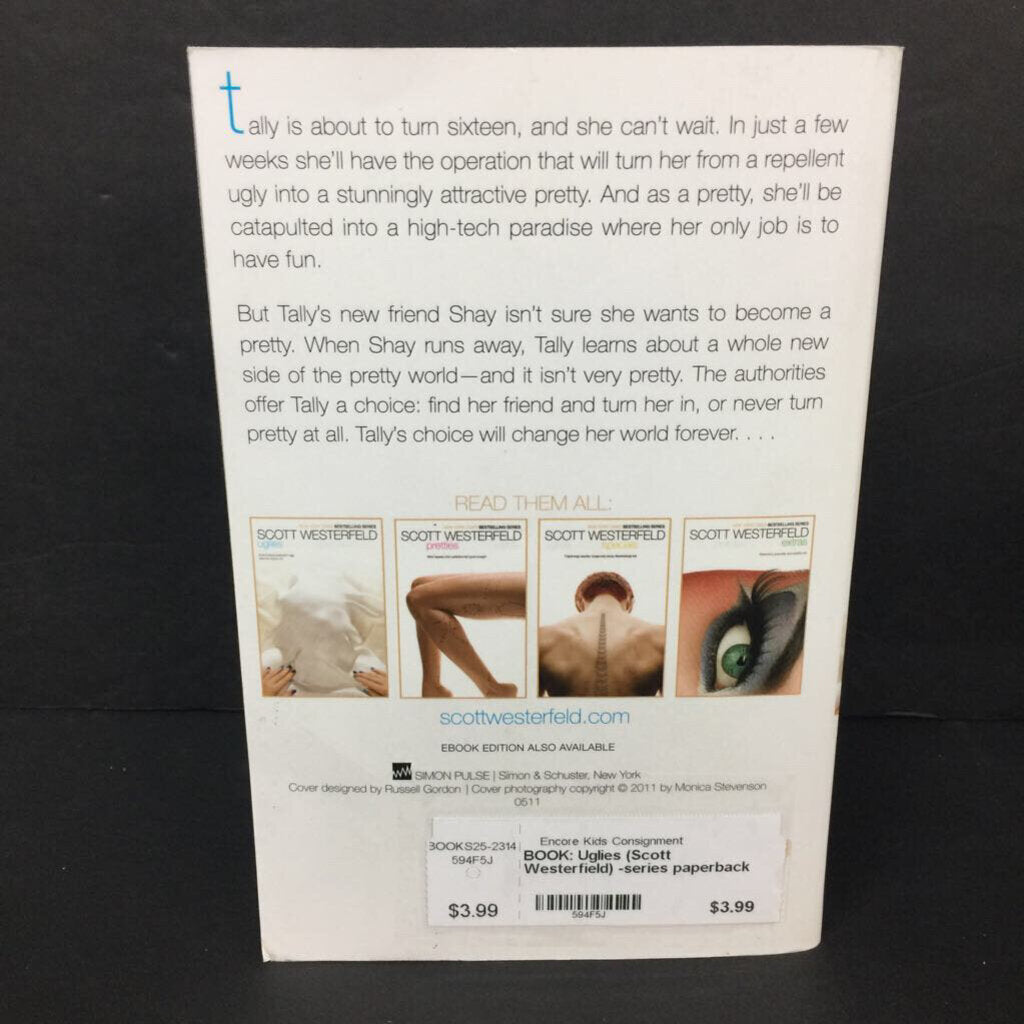 tally is about to turn sixteen, and she can't wait. In just a few
weeks she'll have the operation that will turn her from a repellent
ugly into a stunningly attractive pretty. And as a pretty, she'll be
catapulted into a high-tech paradise where her only job is to
have fun.
But Tally's new friend Shay isn't sure she wants to become a
pretty. When Shay runs away, Tally learns about a whole new
side of the pretty world—and it isn't very pretty. The authorities
offer Tally a choice: find her friend and turn her in, or never turn
pretty at all. Tally's choice will change her world forever. . . .
READ THEM ALL:
BESTSELLING SERIES
SCOTT WESTERFELD
uglies
BESTSELLING SERIES
SCOTT WESTERFELD
pretties
BESTSELLING SERIES
SCOTT WESTERFELD
specials
BESTSELLING SERIES
SCOTT WESTERFELD
extras
scottwesterfeld.com
EBOOK EDITION ALSO AVAILABLE
SIMON PULSE | Simon & Schuster, New York
Cover designed by Russell Gordon | Cover photography copyright © 2011 by Monica Stevenson
0511
BOOKS25-2314
594F5J
$3.99
Encore Kids Consignment
BOOK: Uglies (Scott
Westerfield) -series paperback
594F5J
$3.99